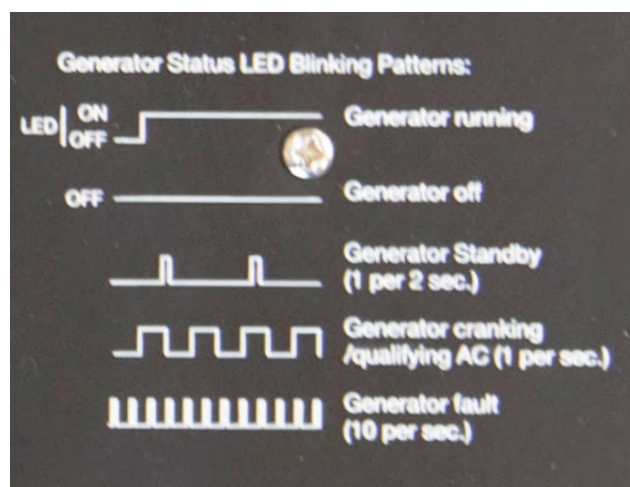 Generator Status LED Blinking Patterns:
LED ON OFF Generator running
OFF Generator off
Generator Standby
(1 per 2 sec.)
Generator cranking
/qualifying AC (1 per sec.)
Generator fault
(10 per sec.)